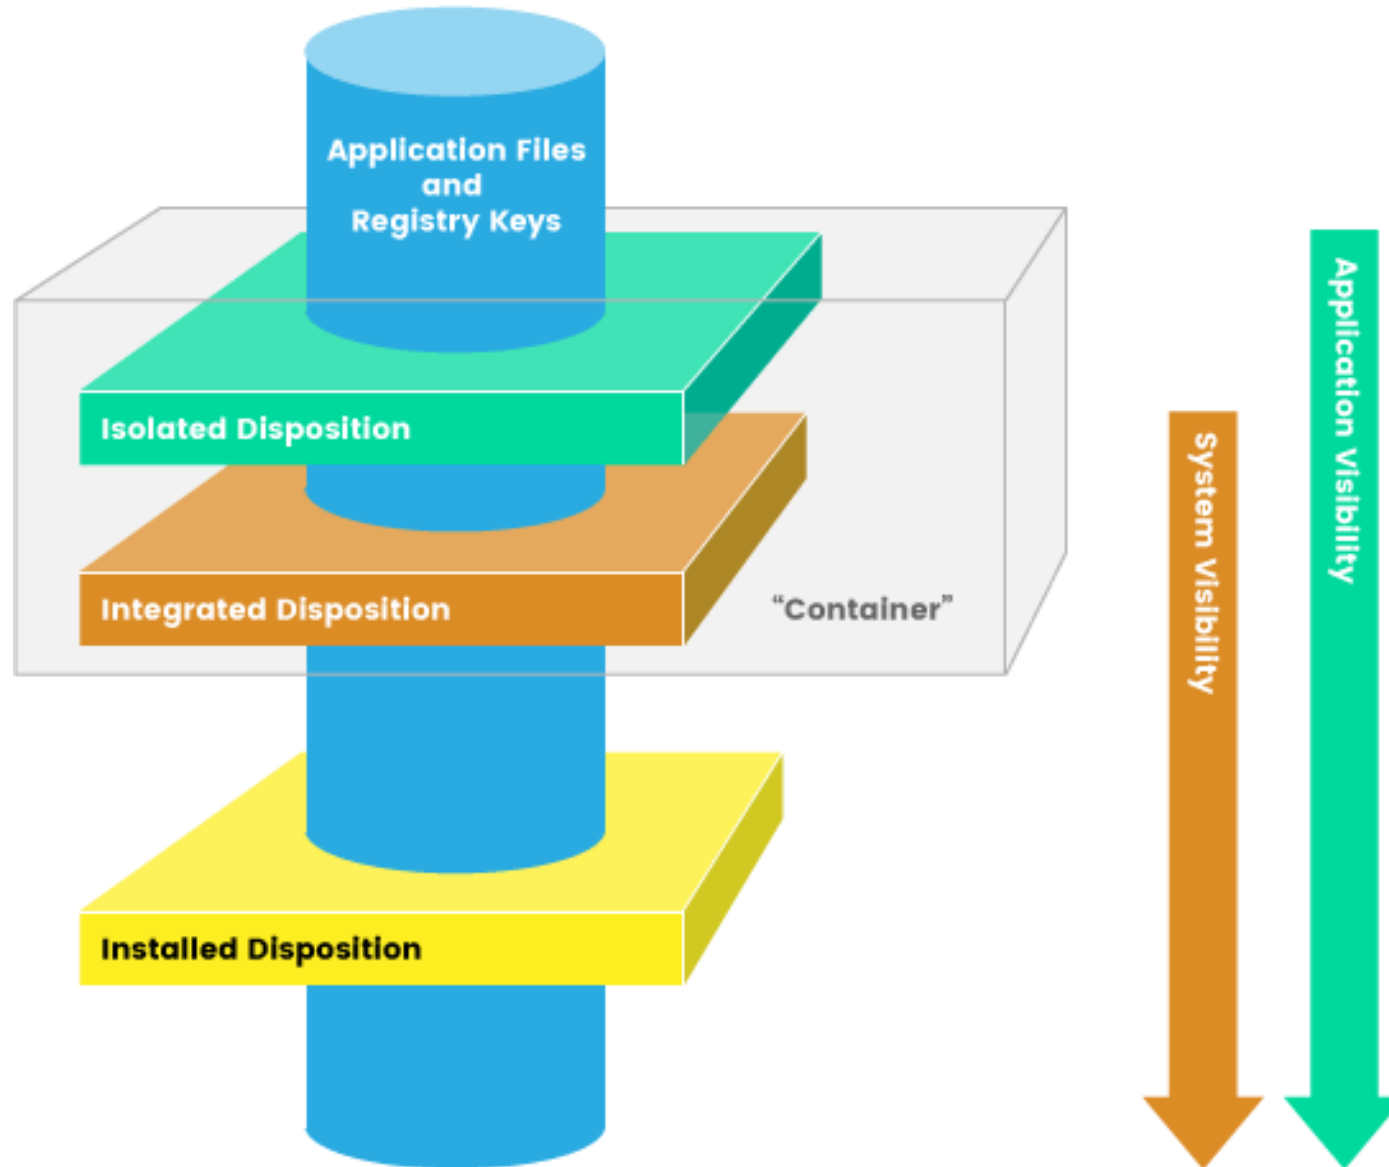 Application Files
and
Registry Keys
Isolated Disposition
Integrated Disposition
“Container”
Installed Disposition
System Visibility
Application Visibility